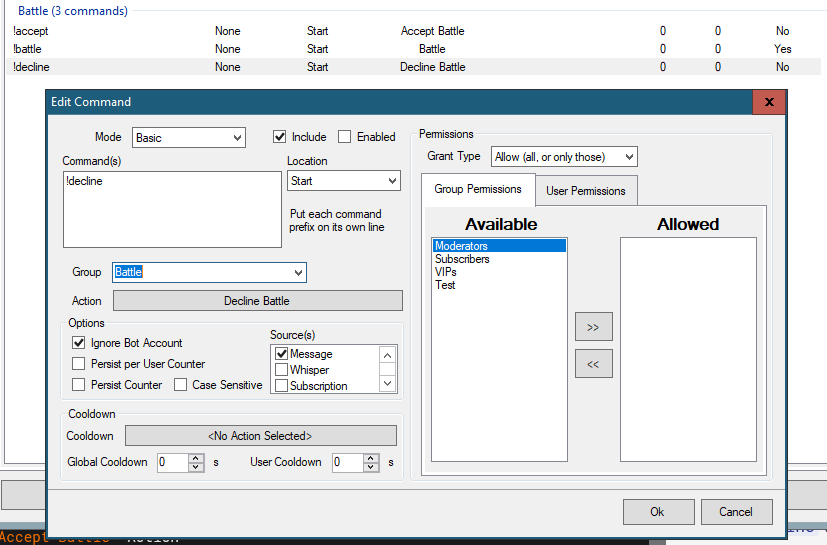 Battle (3 commands)
!accept None Start Accept Battle 0 0 No
!battle None Start Battle 0 0 Yes
!decline None Start Decline Battle 0 0 No
Edit Command x
Mode Basic Include Enabled
Command(s) Location
!decline Start
Put each command
prefix on its own line
Group Battle
Action Decline Battle
Options
Ignore Bot Account
Persist per User Counter
Persist Counter Case Sensitive
Source(s)
Message
Whisper
Subscription
Cooldown
Cooldown <No Action Selected>
Global Cooldown 0 s User Cooldown 0 s
Permissions
Grant Type Allow (all, or only those)
Group Permissions User Permissions
Available Allowed
Moderators
Subscribers
VIPs
Test
>>
<<
Ok Cancel